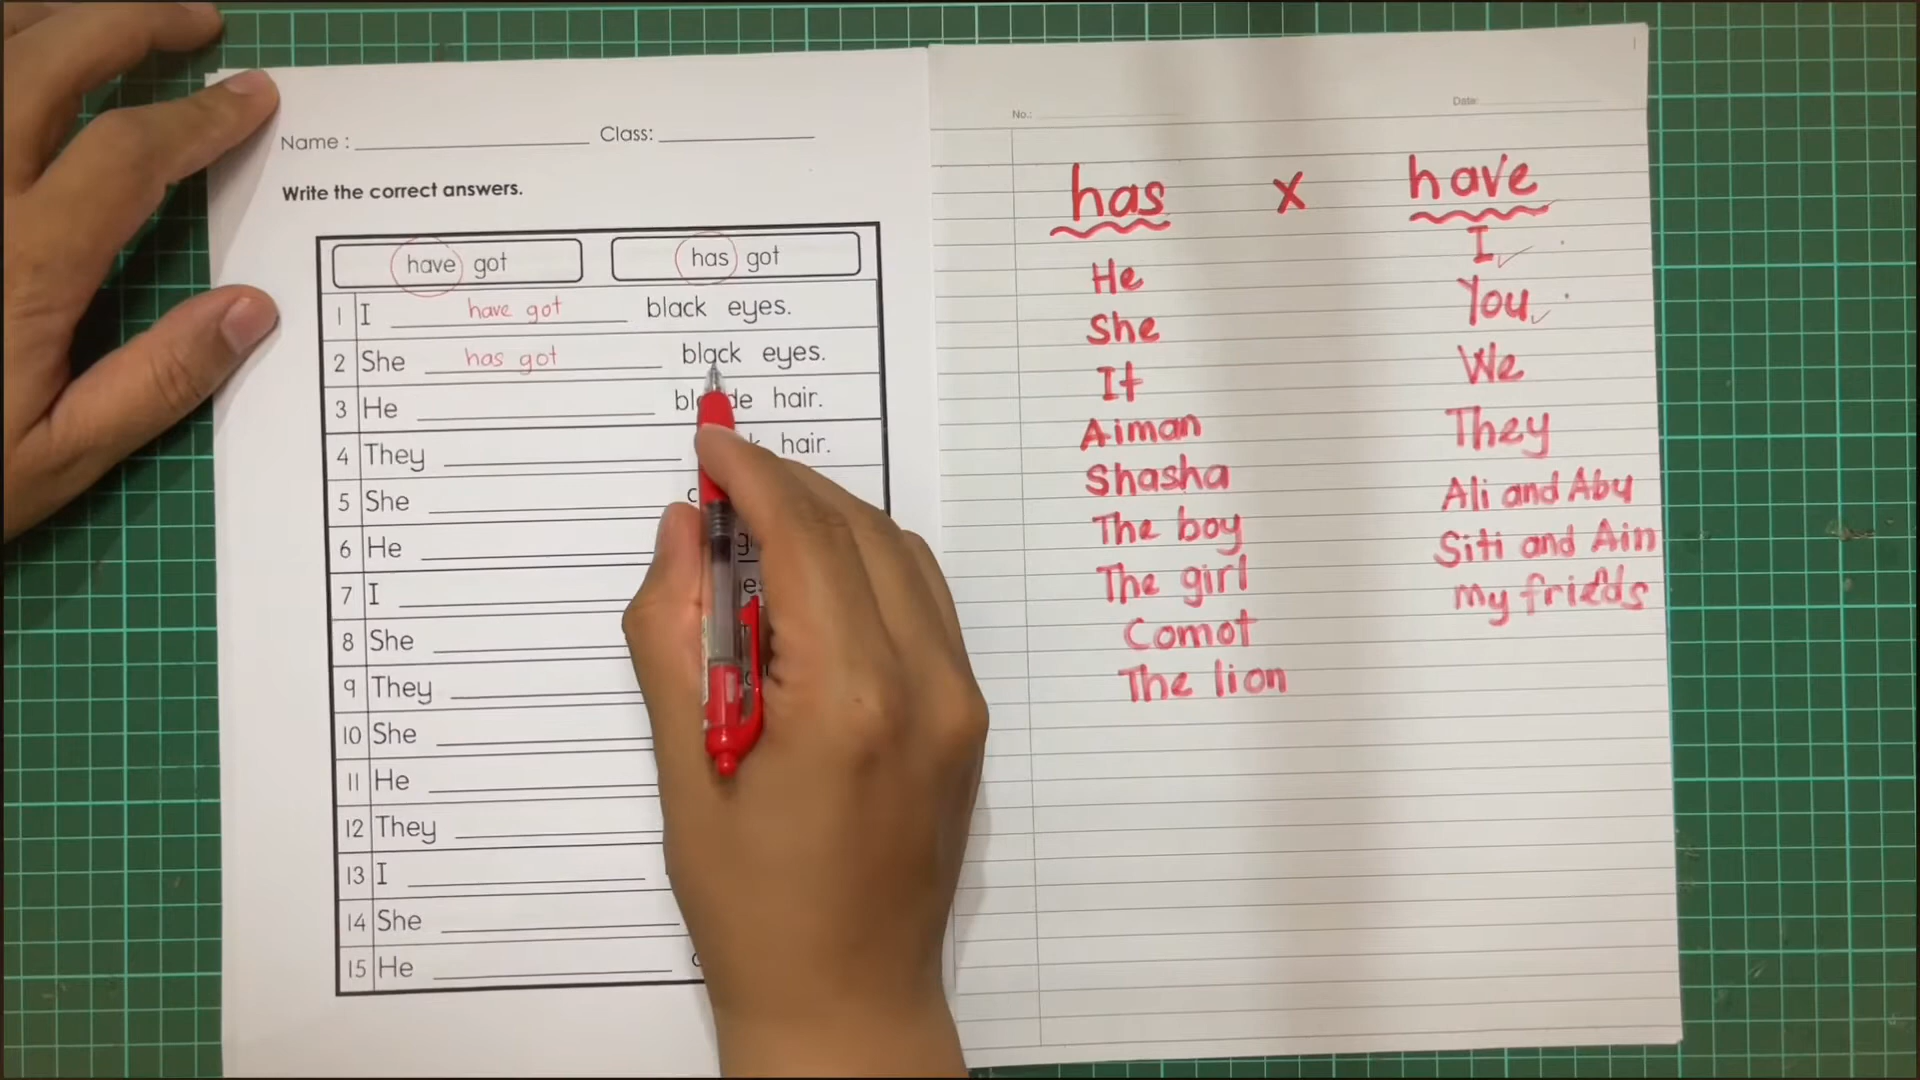 Name : Class:
Write the correct answers.
have got has got
1 I have got black eyes.
2 She has got black eyes.
3 He hair.
4 They hair.
5 She
6 He
7 I
8 She
9 They
10 She
11 He
12 They
13 I
14 She
15 He
No.: Date:
has x have
He
She
It
Aiman
Shasha
The boy
The girl
Comot
The lion
I
You
We
They
Ali and Abu
Siti and Ain